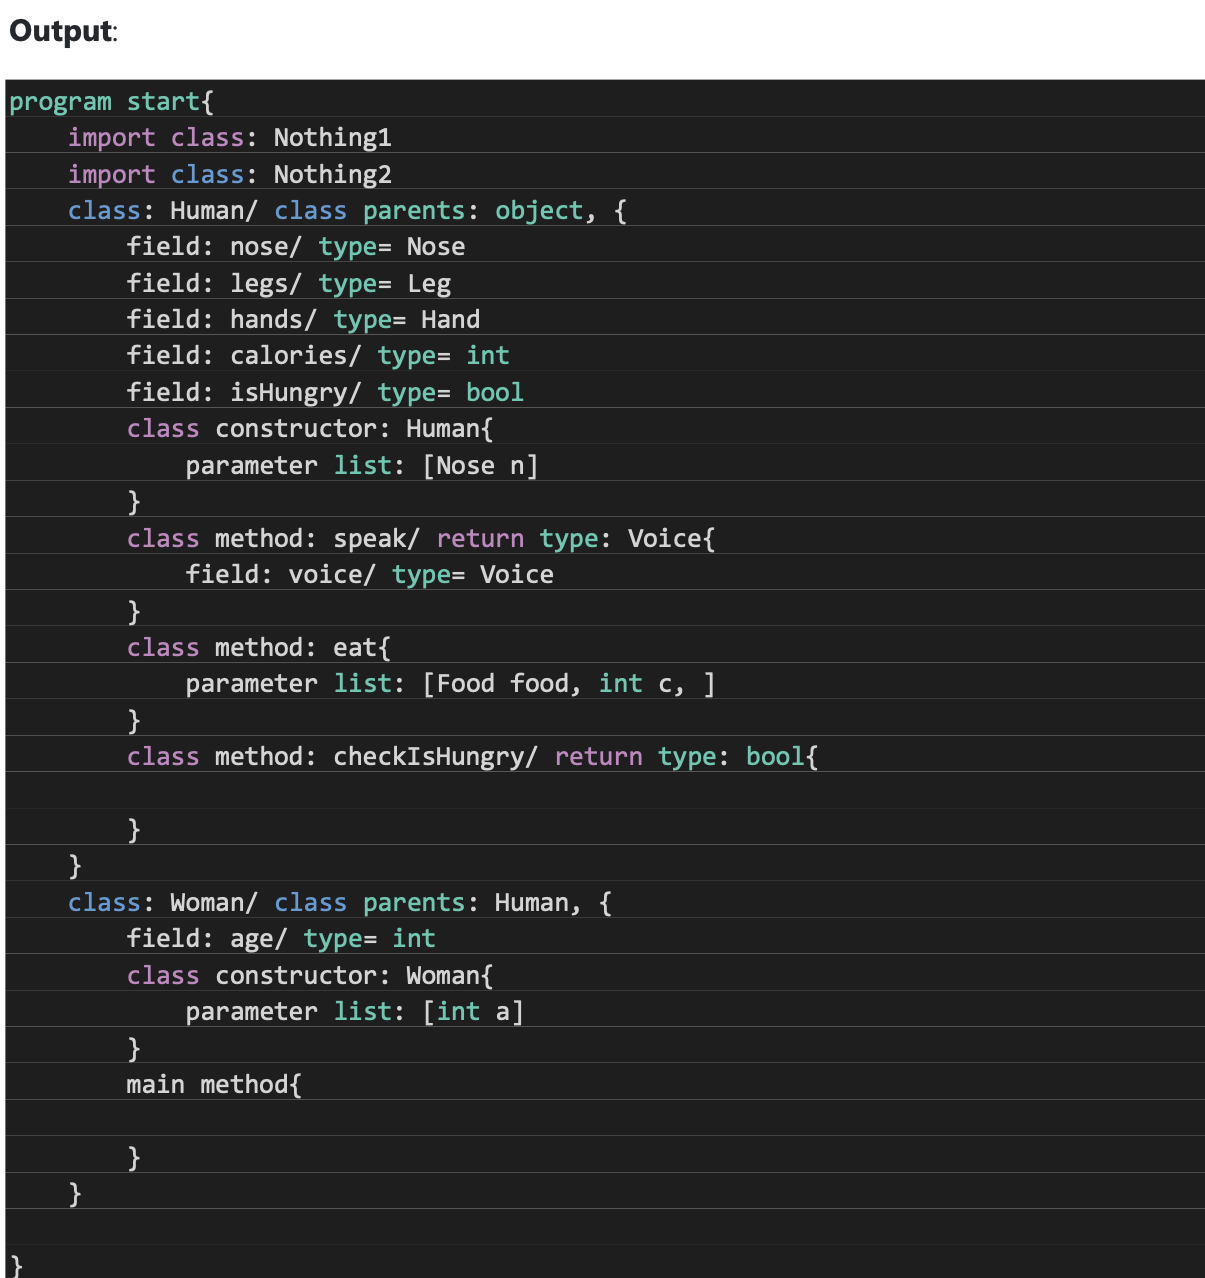 Output:
program start{
    import class: Nothing1
    import class: Nothing2
    class: Human/ class parents: object, {
        field: nose/ type= Nose
        field: legs/ type= Leg
        field: hands/ type= Hand
        field: calories/ type= int
        field: isHungry/ type= bool
        class constructor: Human{
            parameter list: [Nose n]
        }
        class method: speak/ return type: Voice{
            field: voice/ type= Voice
        }
        class method: eat{
            parameter list: [Food food, int c, ]
        }
        class method: checkIsHungry/ return type: bool{
        }
    }
    class: Woman/ class parents: Human, {
        field: age/ type= int
        class constructor: Woman{
            parameter list: [int a]
        }
        main method{
        }
    }
}